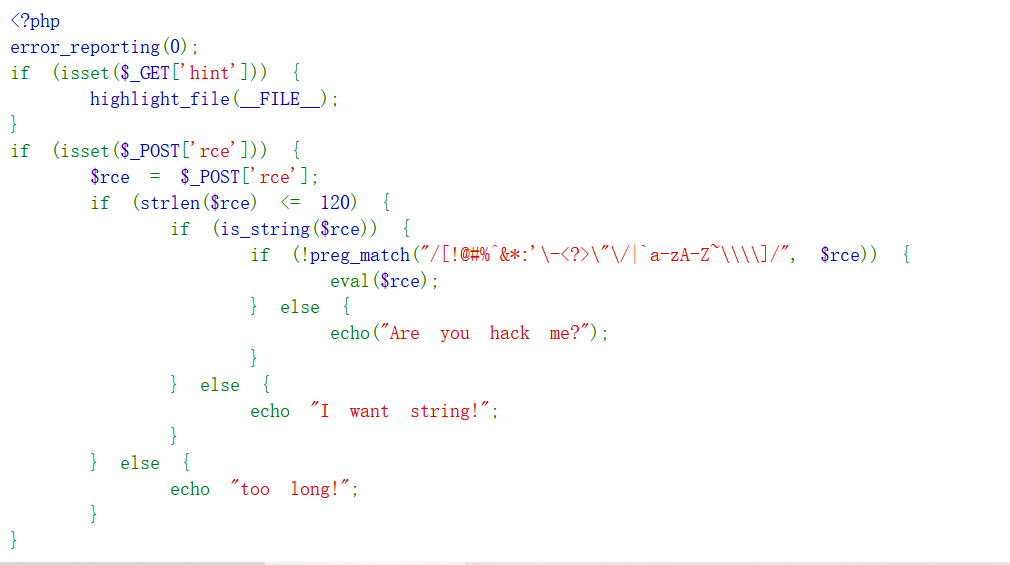 <?php
error_reporting(0);
if (isset($_GET['hint'])) {
highlight_file(__FILE__);
}
if (isset($_POST['rce'])) {
$rce = $_POST['rce'];
if (strlen($rce) <= 120) {
if (is_string($rce)) {
if (!preg_match("/[!@#%^&*:'\-<?>\"\/|`a-zA-Z~\\\\]/", $rce)) {
eval($rce);
} else {
echo("Are you hack me?");
}
} else {
echo "I want string!";
}
} else {
echo "too long!";
}
}